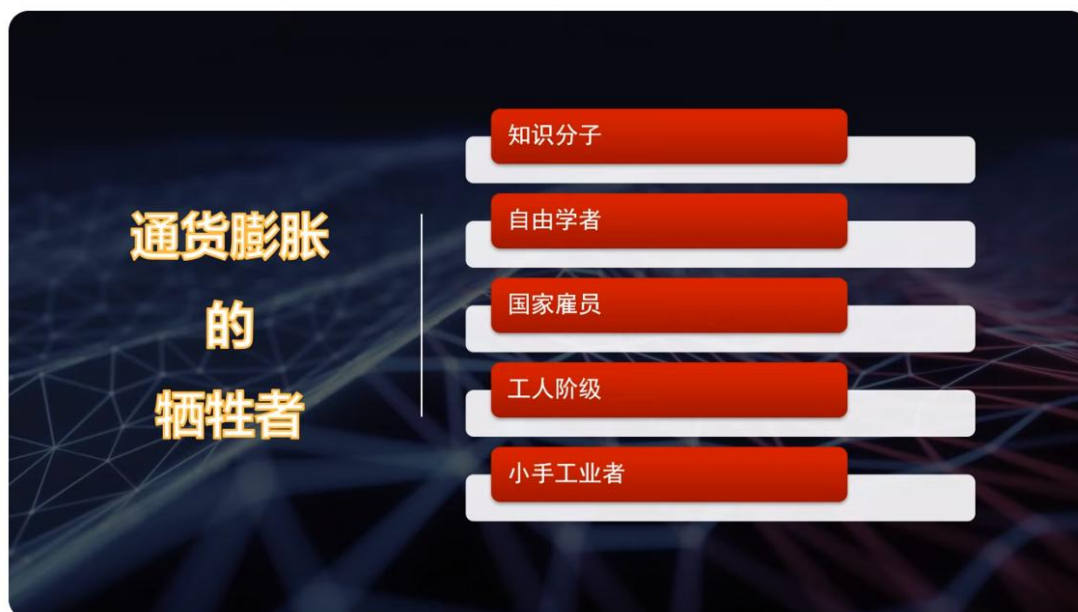 通货膨胀
的
牺牲者
知识分子
自由学者
国家雇员
工人阶级
小手工业者